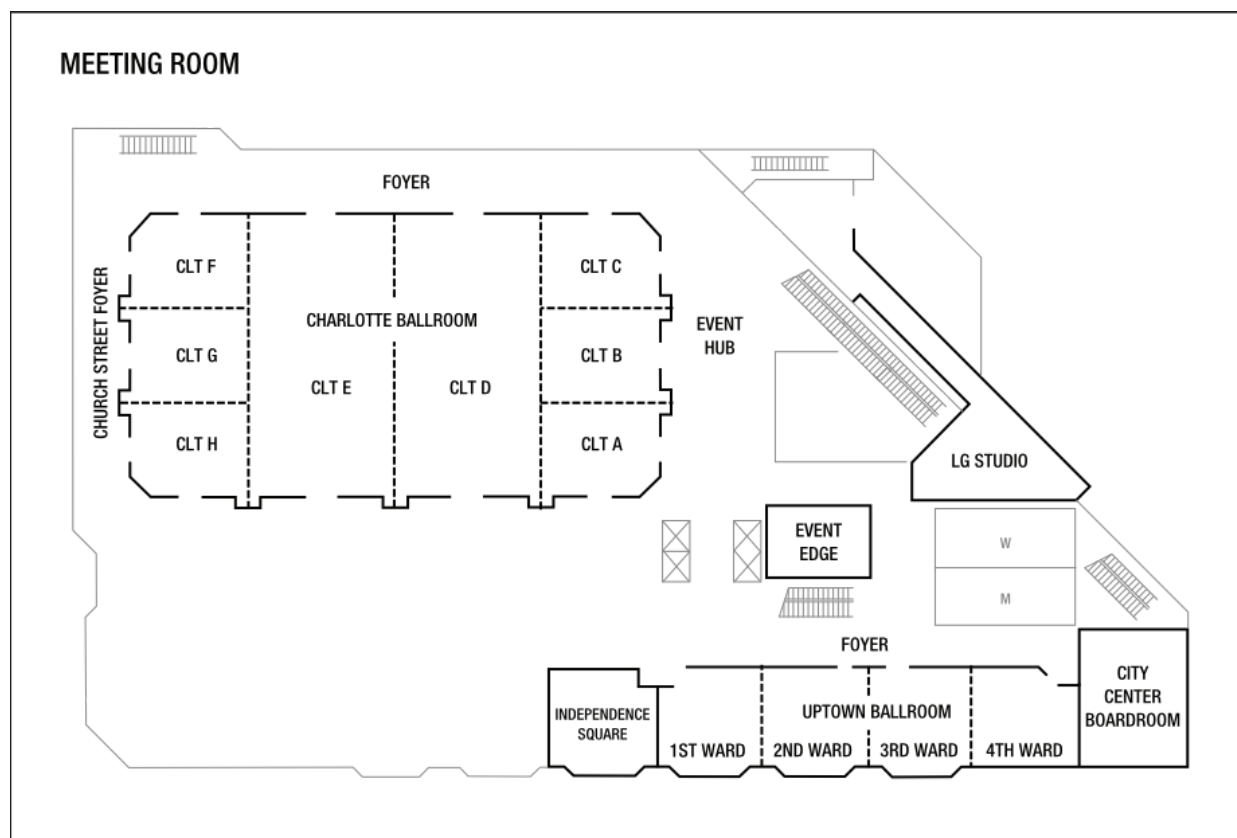 MEETING ROOM
FOYER
CHURCH STREET FOYER
CLT F
CLT C
CHARLOTTE BALLROOM
EVENT
HUB
CLT G
CLT B
CLT E
CLT D
CLT H
CLT A
LG STUDIO
EVENT
EDGE
W
M
FOYER
CITY
CENTER
BOARDROOM
INDEPENDENCE
SQUARE
UPTOWN BALLROOM
1ST WARD
2ND WARD
3RD WARD
4TH WARD